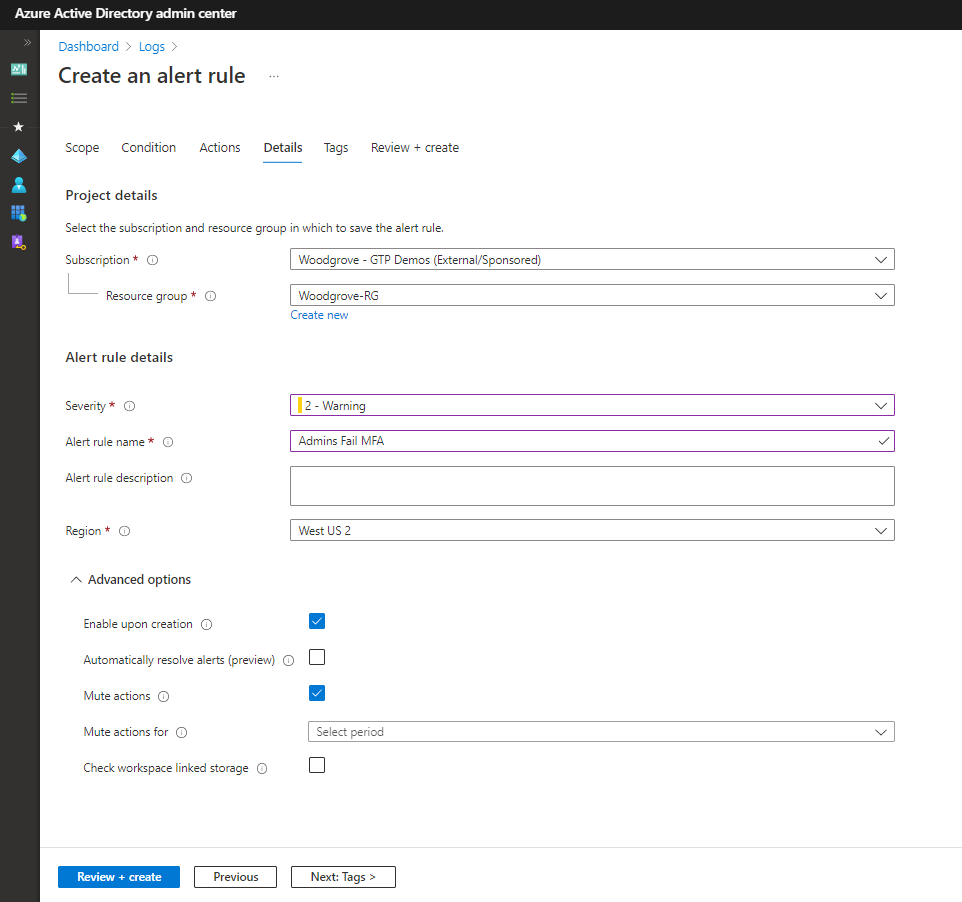 Azure Active Directory admin center
Dashboard > Logs >
Create an alert rule ...
Scope Condition Actions Details Tags Review + create
Project details
Select the subscription and resource group in which to save the alert rule.
Subscription * Woodgrove - GTP Demos (External/Sponsored)
Resource group * Woodgrove-RG
Create new
Alert rule details
Severity * 2 - Warning
Alert rule name * Admins Fail MFA
Alert rule description
Region * West US 2
Advanced options
Enable upon creation
Automatically resolve alerts (preview)
Mute actions
Mute actions for Select period
Check workspace linked storage
Review + create Previous Next: Tags >